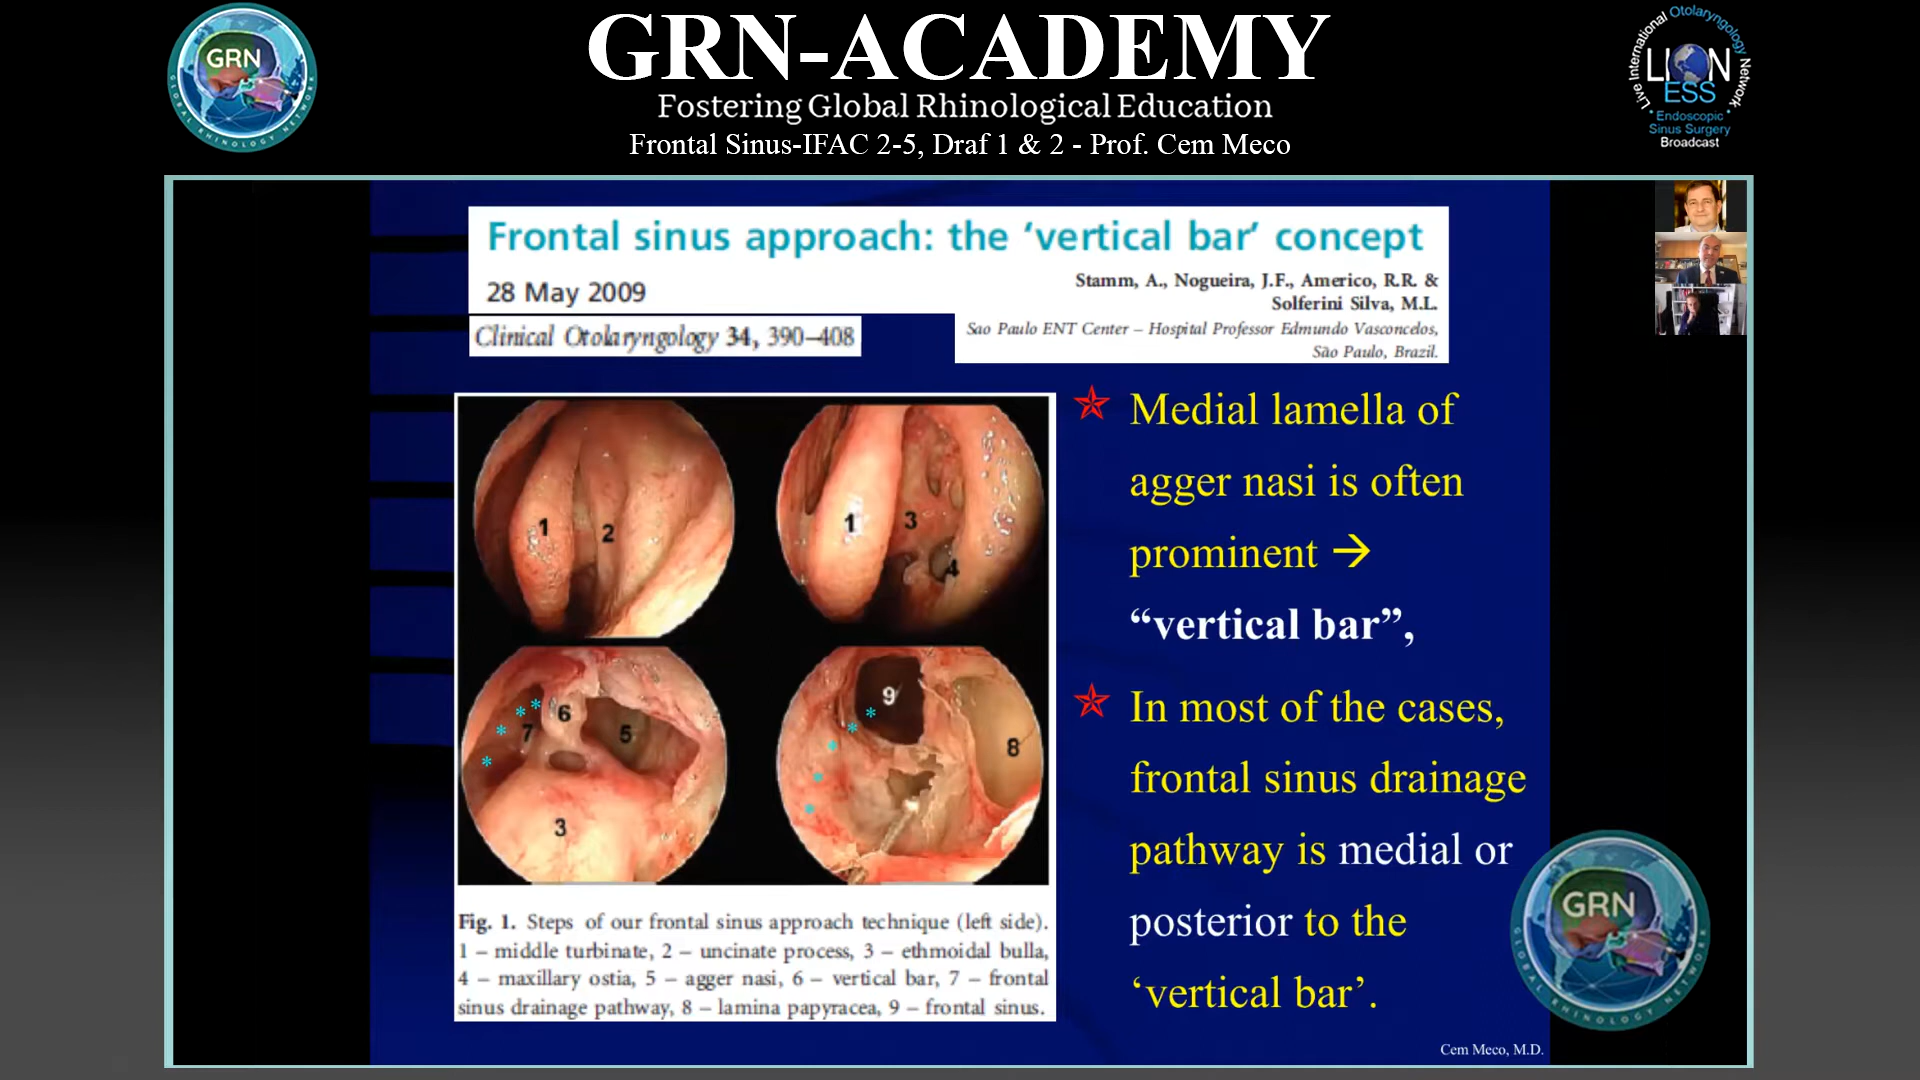 GRN
GLOBAL RHINOLOGY NETWORK
GRN-ACADEMY
Fostering Global Rhinological Education
Frontal Sinus-IFAC 2-5, Draf 1 & 2 - Prof. Cem Meco
Live International Otolaryngology Network
LION
ESS
Endoscopic
Sinus Surgery
Broadcast
Frontal sinus approach: the ‘vertical bar’ concept
28 May 2009
Stamm, A., Nogueira, J.F., Americo, R.R. &
Solferini Silva, M.L.
Clinical Otolaryngology 34, 390–408
Sao Paulo ENT Center – Hospital Professor Edmundo Vasconcelos,
São Paulo, Brazil.
1
2
1
3
4
* * * *
7
6
5
3
* * * * *
9
8
Fig. 1. Steps of our frontal sinus approach technique (left side).
1 – middle turbinate, 2 – uncinate process, 3 – ethmoidal bulla,
4 – maxillary ostia, 5 – agger nasi, 6 – vertical bar, 7 – frontal
sinus drainage pathway, 8 – lamina papyracea, 9 – frontal sinus.
Medial lamella of
agger nasi is often
prominent →
“vertical bar”,
In most of the cases,
frontal sinus drainage
pathway is medial or
posterior to the
‘vertical bar’.
GRN
GLOBAL RHINOLOGY NETWORK
Cem Meco, M.D.